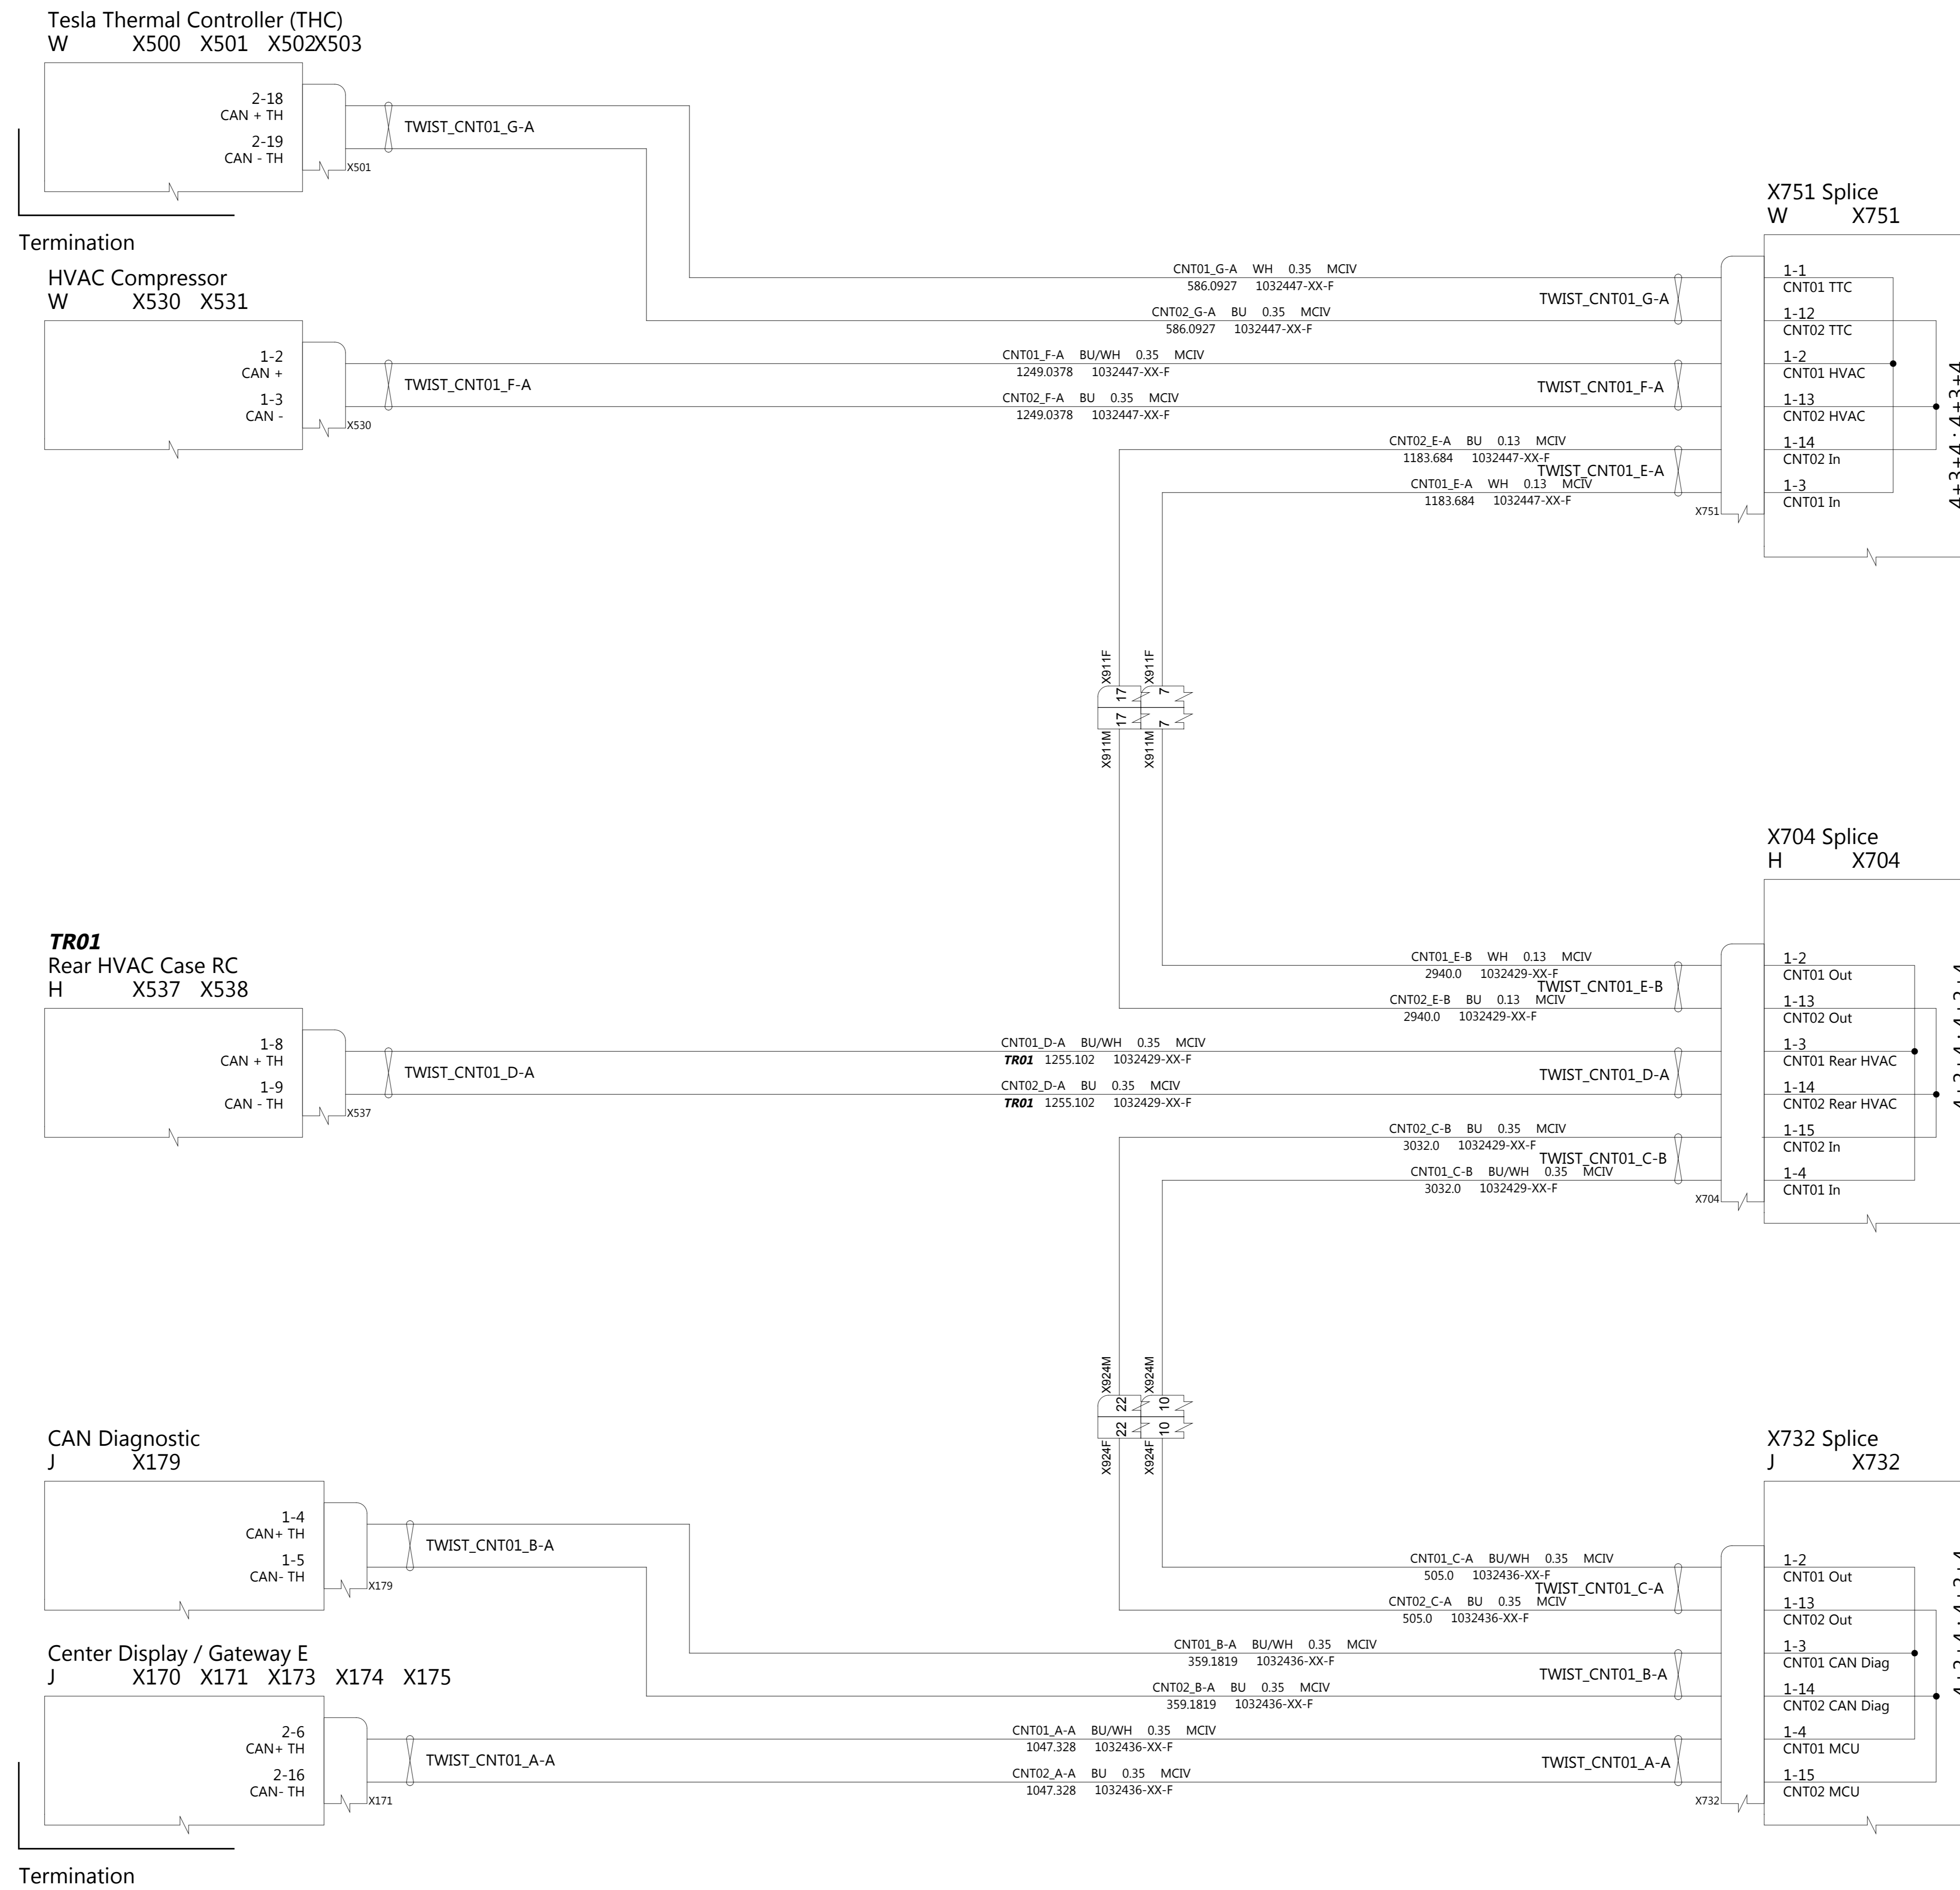 Tesla Thermal Controller (THC)
W X500 X501 X502X503
2-18
CAN + TH
2-19
CAN - TH
X501
TWIST_CNT01_G-A
Termination
HVAC Compressor
W X530 X531
1-2
CAN +
1-3
CAN -
X530
TWIST_CNT01_F-A
CNT01_G-A WH 0.35 MCIV
586.0927 1032447-XX-F
TWIST_CNT01_G-A
CNT02_G-A BU 0.35 MCIV
586.0927 1032447-XX-F
CNT01_F-A BU/WH 0.35 MCIV
1249.0378 1032447-XX-F
TWIST_CNT01_F-A
CNT02_F-A BU 0.35 MCIV
1249.0378 1032447-XX-F
CNT02_E-A BU 0.13 MCIV
1183.684 1032447-XX-F
TWIST_CNT01_E-A
CNT01_E-A WH 0.13 MCIV
1183.684 1032447-XX-F
X751
X751 Splice
W X751
1-1
CNT01 TTC
1-12
CNT02 TTC
1-2
CNT01 HVAC
1-13
CNT02 HVAC
1-14
CNT02 In
1-3
CNT01 In
4+3+4 : 4+3+4
X911F X911F
17 7
17 7
X911M X911M
X704 Splice
H X704
TR01
Rear HVAC Case RC
H X537 X538
1-8
CAN + TH
1-9
CAN - TH
X537
TWIST_CNT01_D-A
CNT01_E-B WH 0.13 MCIV
2940.0 1032429-XX-F
TWIST_CNT01_E-B
CNT02_E-B BU 0.13 MCIV
2940.0 1032429-XX-F
CNT01_D-A BU/WH 0.35 MCIV
TR01 1255.102 1032429-XX-F
TWIST_CNT01_D-A
CNT02_D-A BU 0.35 MCIV
TR01 1255.102 1032429-XX-F
CNT02_C-B BU 0.35 MCIV
3032.0 1032429-XX-F
TWIST_CNT01_C-B
CNT01_C-B BU/WH 0.35 MCIV
3032.0 1032429-XX-F
X704
1-2
CNT01 Out
1-13
CNT02 Out
1-3
CNT01 Rear HVAC
1-14
CNT02 Rear HVAC
1-15
CNT02 In
1-4
CNT01 In
X924M X924M
22 10
22 10
X924F X924F
CAN Diagnostic
J X179
1-4
CAN+ TH
1-5
CAN- TH
X179
TWIST_CNT01_B-A
Center Display / Gateway E
J X170 X171 X173 X174 X175
2-6
CAN+ TH
2-16
CAN- TH
X171
TWIST_CNT01_A-A
Termination
CNT01_C-A BU/WH 0.35 MCIV
505.0 1032436-XX-F
TWIST_CNT01_C-A
CNT02_C-A BU 0.35 MCIV
505.0 1032436-XX-F
CNT01_B-A BU/WH 0.35 MCIV
359.1819 1032436-XX-F
TWIST_CNT01_B-A
CNT02_B-A BU 0.35 MCIV
359.1819 1032436-XX-F
CNT01_A-A BU/WH 0.35 MCIV
1047.328 1032436-XX-F
TWIST_CNT01_A-A
CNT02_A-A BU 0.35 MCIV
1047.328 1032436-XX-F
X732
X732 Splice
J X732
1-2
CNT01 Out
1-13
CNT02 Out
1-3
CNT01 CAN Diag
1-14
CNT02 CAN Diag
1-4
CNT01 MCU
1-15
CNT02 MCU